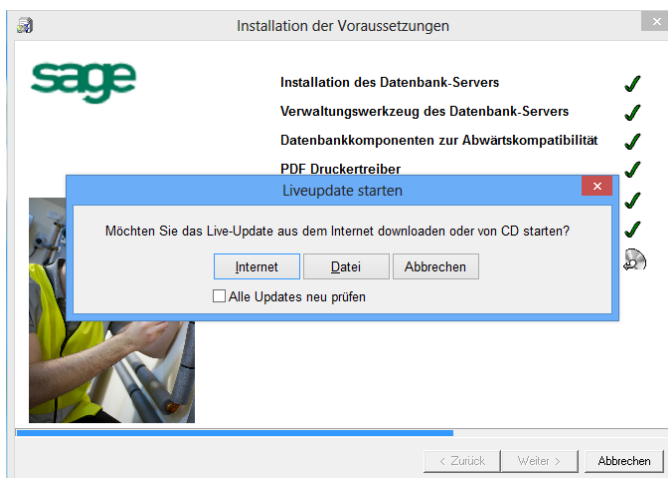 Installation der Voraussetzungen
sage
Installation des Datenbank-Servers
Verwaltungswerkzeug des Datenbank-Servers
Datenbankkomponenten zur Abwärtskompatibilität
PDF Druckertreiber
Liveupdate starten
Möchten Sie das Live-Update aus dem Internet downloaden oder von CD starten?
Internet Datei Abbrechen
Alle Updates neu prüfen
< Zurück Weiter > Abbrechen